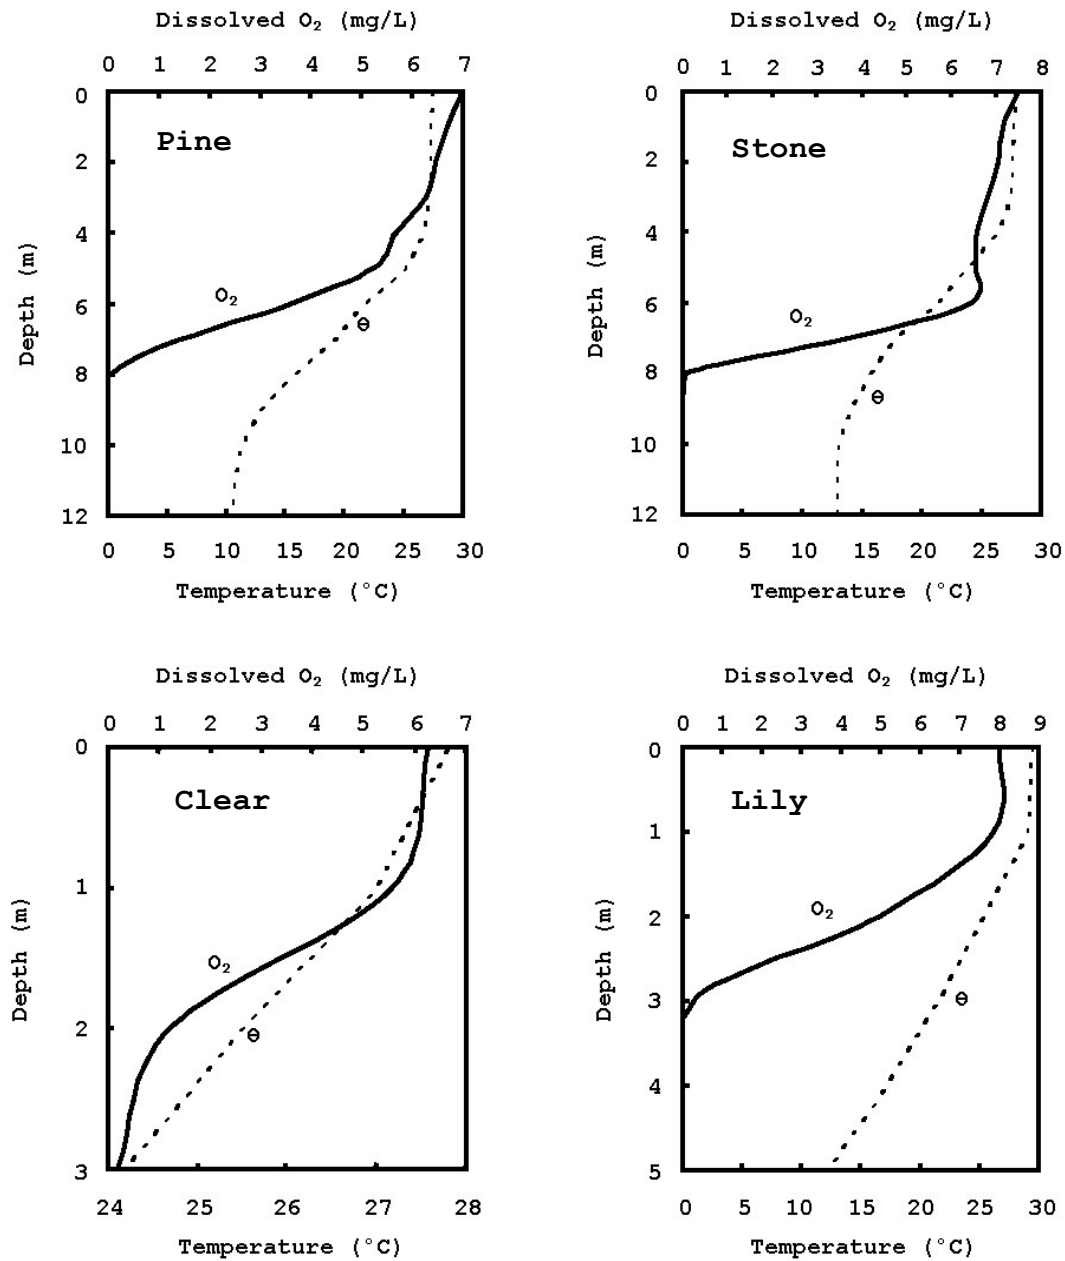 Dissolved O₂ (mg/L)
0 1 2 3 4 5 6 7
0
2
4
6
8
10
12
Depth (m)
Pine
O₂
θ
0 5 10 15 20 25 30
Temperature (°C)
Dissolved O₂ (mg/L)
0 1 2 3 4 5 6 7 8
0
2
4
6
8
10
12
Depth (m)
Stone
O₂
θ
0 5 10 15 20 25 30
Temperature (°C)
Dissolved O₂ (mg/L)
0 1 2 3 4 5 6 7
0
1
2
3
Depth (m)
Clear
O₂
θ
24 25 26 27 28
Temperature (°C)
Dissolved O₂ (mg/L)
0 1 2 3 4 5 6 7 8 9
0
1
2
3
4
5
Depth (m)
Lily
O₂
θ
0 5 10 15 20 25 30
Temperature (°C)